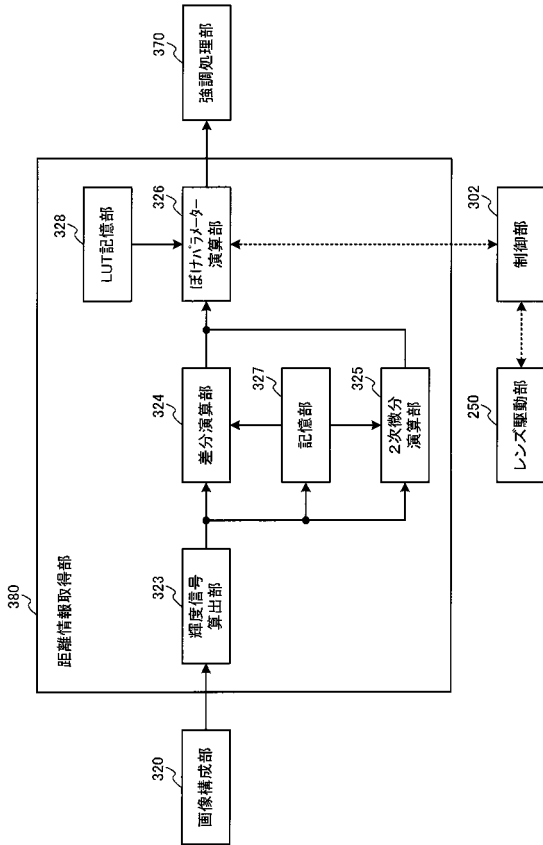 380
距離情報取得部
320
画像構成部
323
輝度信号
算出部
324
差分演算部
327
記憶部
325
2次微分
演算部
328
LUT記憶部
326
ぼけパラメーター
演算部
370
強調処理部
250
レンズ駆動部
302
制御部